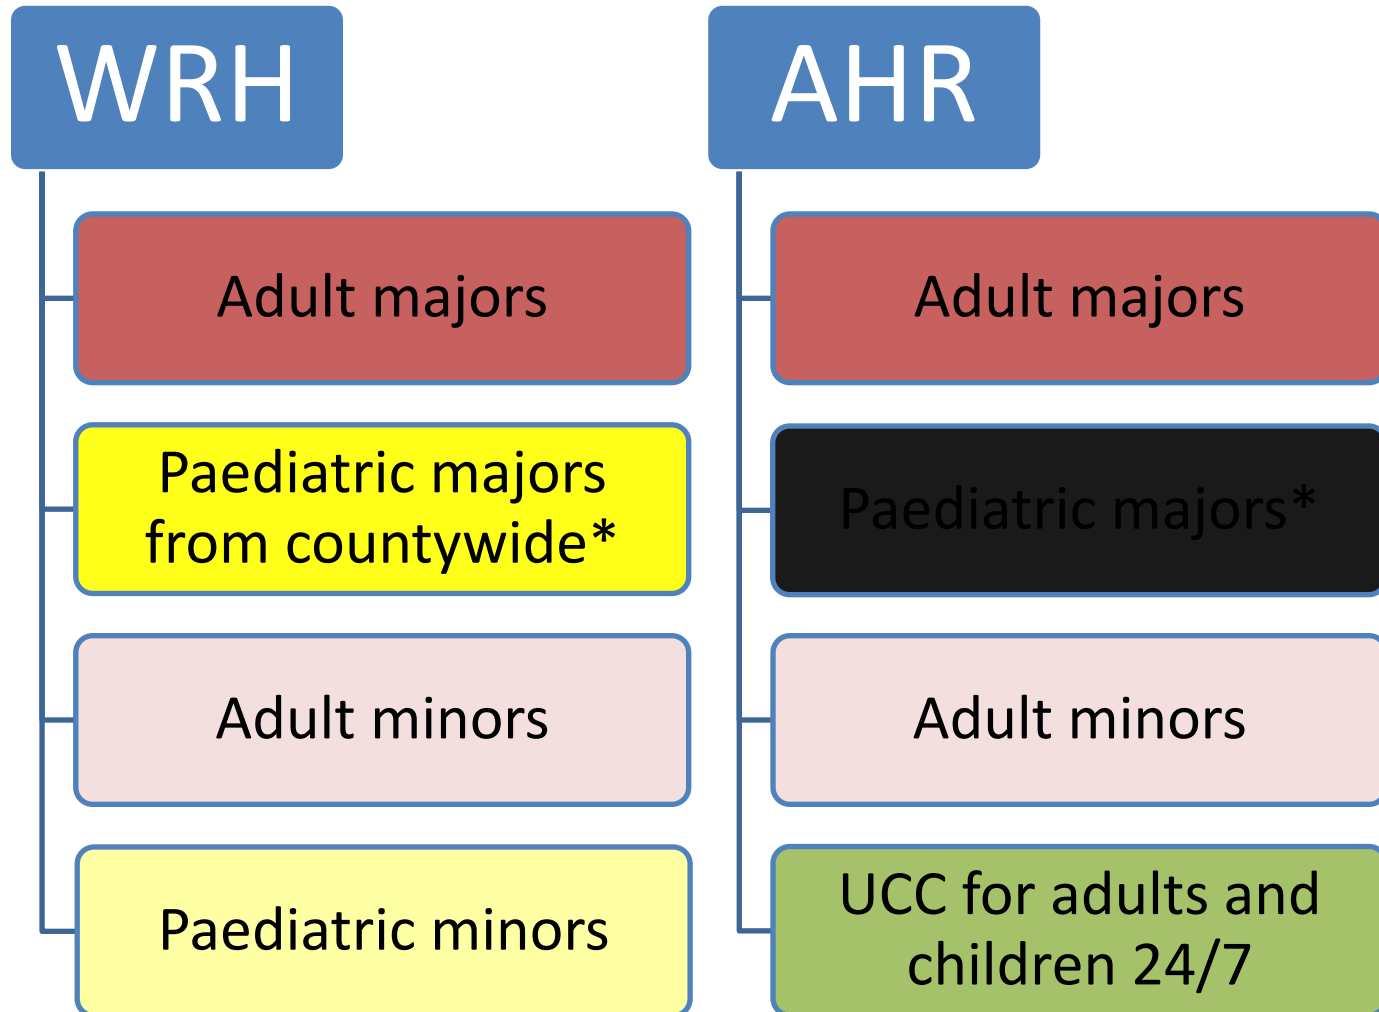 WRH
Adult majors
Paediatric majors
from countywide*
Adult minors
Paediatric minors
AHR
Adult majors
Paediatric majors*
Adult minors
UCC for adults and
children 24/7